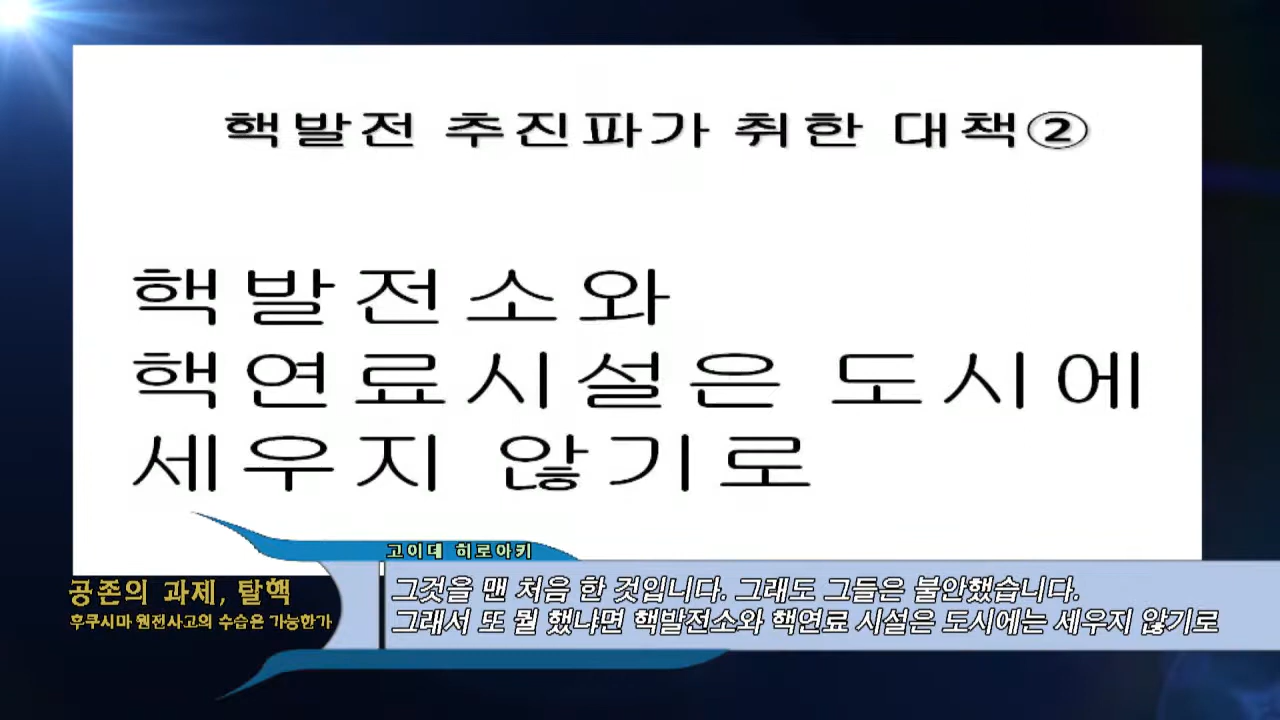 핵발전 추진파가 취한 대책②
핵발전소와
핵연료시설은 도시에
세우지 않기로
고이데 히로아키
공존의 과제, 탈핵
후쿠시마 원전사고의 수습은 가능한가
그것을 맨 처음 한 것입니다. 그래도 그들은 불안했습니다.
그래서 또 뭘 했냐면 핵발전소와 핵연료 시설은 도시에는 세우지 않기로